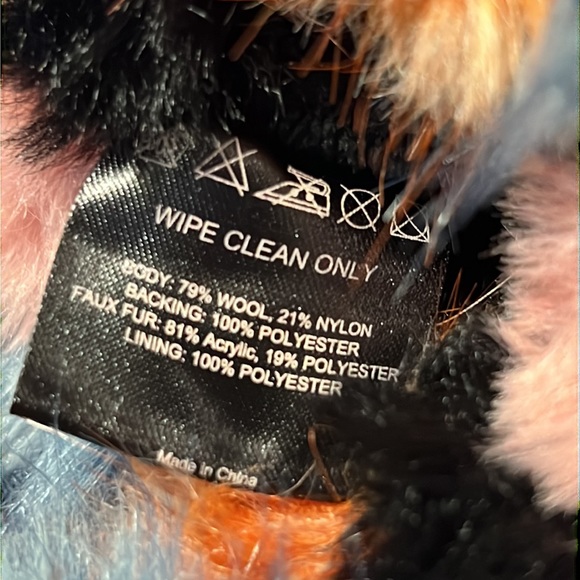 WIPE CLEAN ONLY
BODY: 79% WOOL, 21% NYLON
BACKING: 100% POLYESTER
FAUX FUR: 81% Acrylic, 19% POLYESTER
LINING: 100% POLYESTER
Made in China